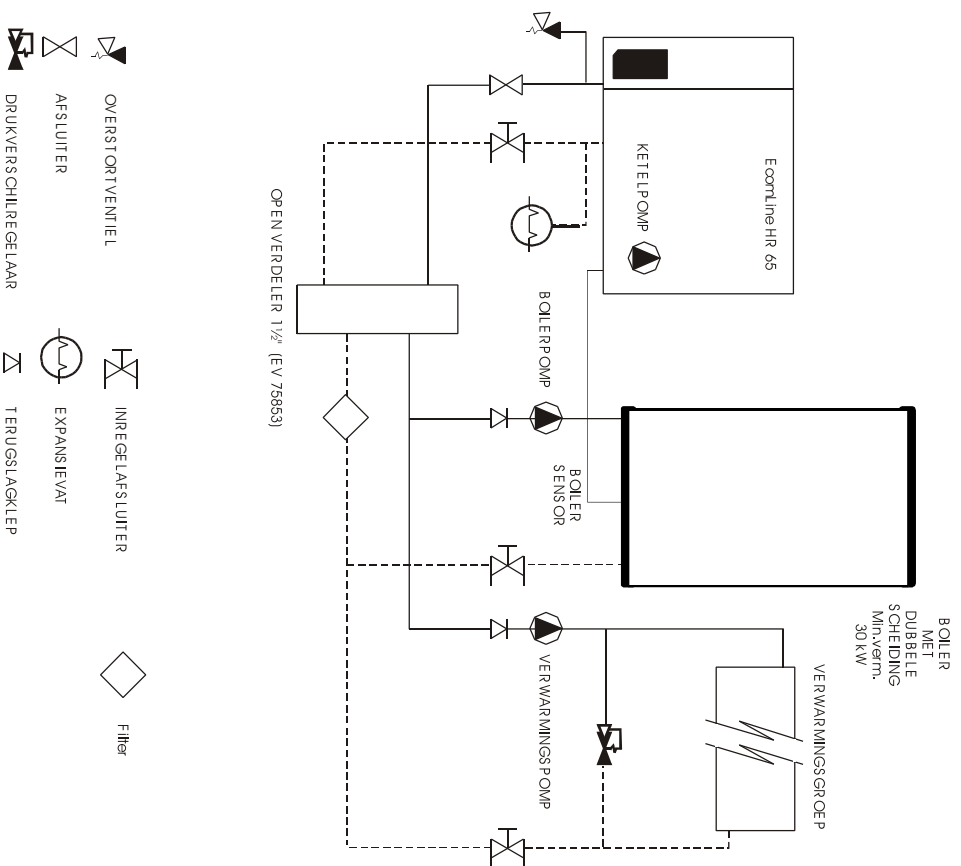 EcomLine HR 65
KETELPOMP
BOILERPOMP
BOILER
SENSOR
BOILER
MET
DUBBELE
SCHEIDING
Min.verm.
30 kW
VERWARMINGSGROEP
VERWARMINGSPOMP
OPEN VERDELER 1½" (EV 75853)
OVERSTORTVENTIEL
INREGELAFSLUITER
Filter
AFSLUITER
EXPANSIEVAT
DRUKVERSCHILREGELAAR
TERUGSLAGKLEP